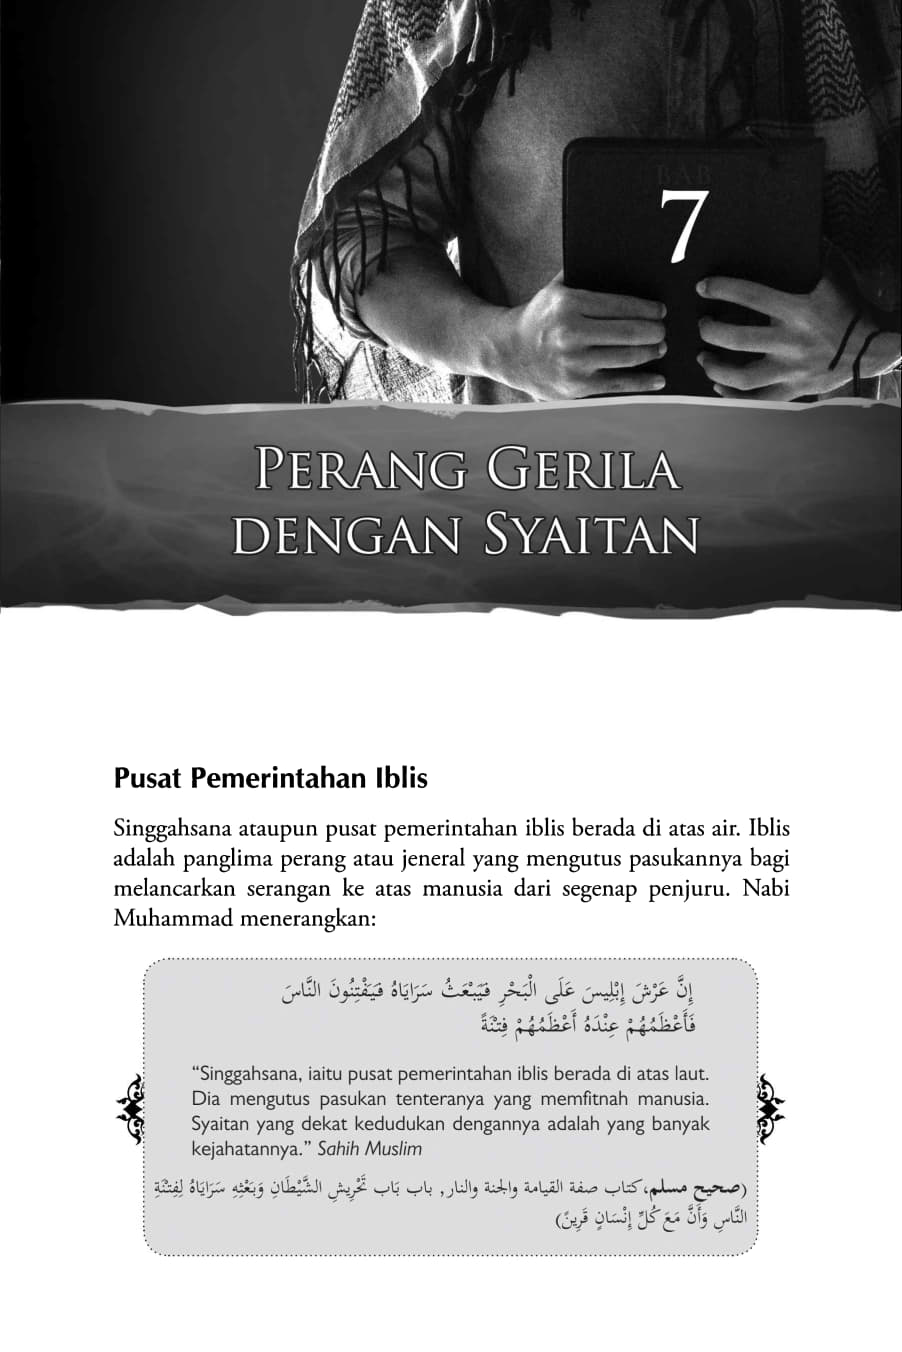 BAB
7
PERANG GERILA
DENGAN SYAITAN
Pusat Pemerintahan Iblis
Singgahsana ataupun pusat pemerintahan iblis berada di atas air. Iblis
adalah panglima perang atau jeneral yang mengutus pasukannya bagi
melancarkan serangan ke atas manusia dari segenap penjuru. Nabi
Muhammad menerangkan:
إِنَّ عَرْشَ إِبْلِيسَ عَلَى الْبَحْرِ فَيَبْعَثُ سَرَايَاهُ فَيَفْتِنُونَ النَّاسَ
فَأَعْظَمُهُمْ عِنْدَهُ أَعْظَمُهُمْ فِتْنَةً
“Singgahsana, iaitu pusat pemerintahan iblis berada di atas laut.
Dia mengutus pasukan tenteranya yang memfitnah manusia.
Syaitan yang dekat kedudukan dengannya adalah yang banyak
kejahatannya.” Sahih Muslim
(صحيح مسلم،كتاب صفة القيامة والجنة والنار, باب بَاب تَحْرِيشِ الشَّيْطَانِ وَبَعْثِهِ سَرَايَاهُ لِفِتْنَةِ
النَّاسِ وَأَنَّ مَعَ كُلِّ إِنْسَانٍ قَرِينً)